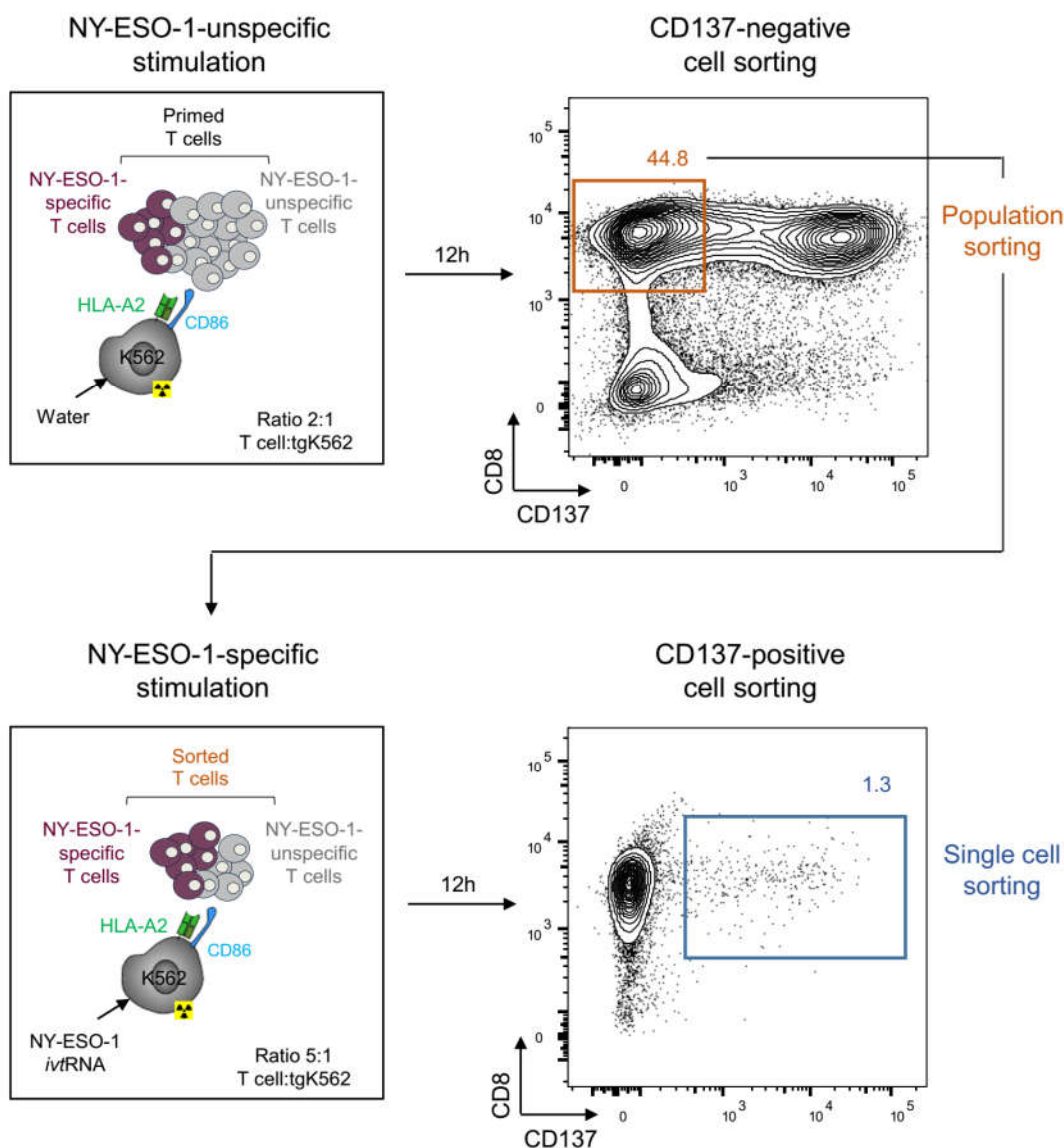 NY-ESO-1-unspecific
stimulation
CD137-negative
cell sorting
Primed
T cells
NY-ESO-1-
specific
T cells
NY-ESO-1-
unspecific
T cells
HLA-A2
CD86
K562
Water
Ratio 2:1
T cell:tgK562
12h
44.8
10^5
10^4
10^3
0
0
10^3
10^4
10^5
CD8
CD137
Population
sorting
NY-ESO-1-specific
stimulation
CD137-positive
cell sorting
Sorted
T cells
NY-ESO-1-
specific
T cells
NY-ESO-1-
unspecific
T cells
HLA-A2
CD86
K562
NY-ESO-1
ivtRNA
Ratio 5:1
T cell:tgK562
12h
1.3
10^5
10^4
10^3
0
0
10^3
10^4
10^5
CD8
CD137
Single cell
sorting